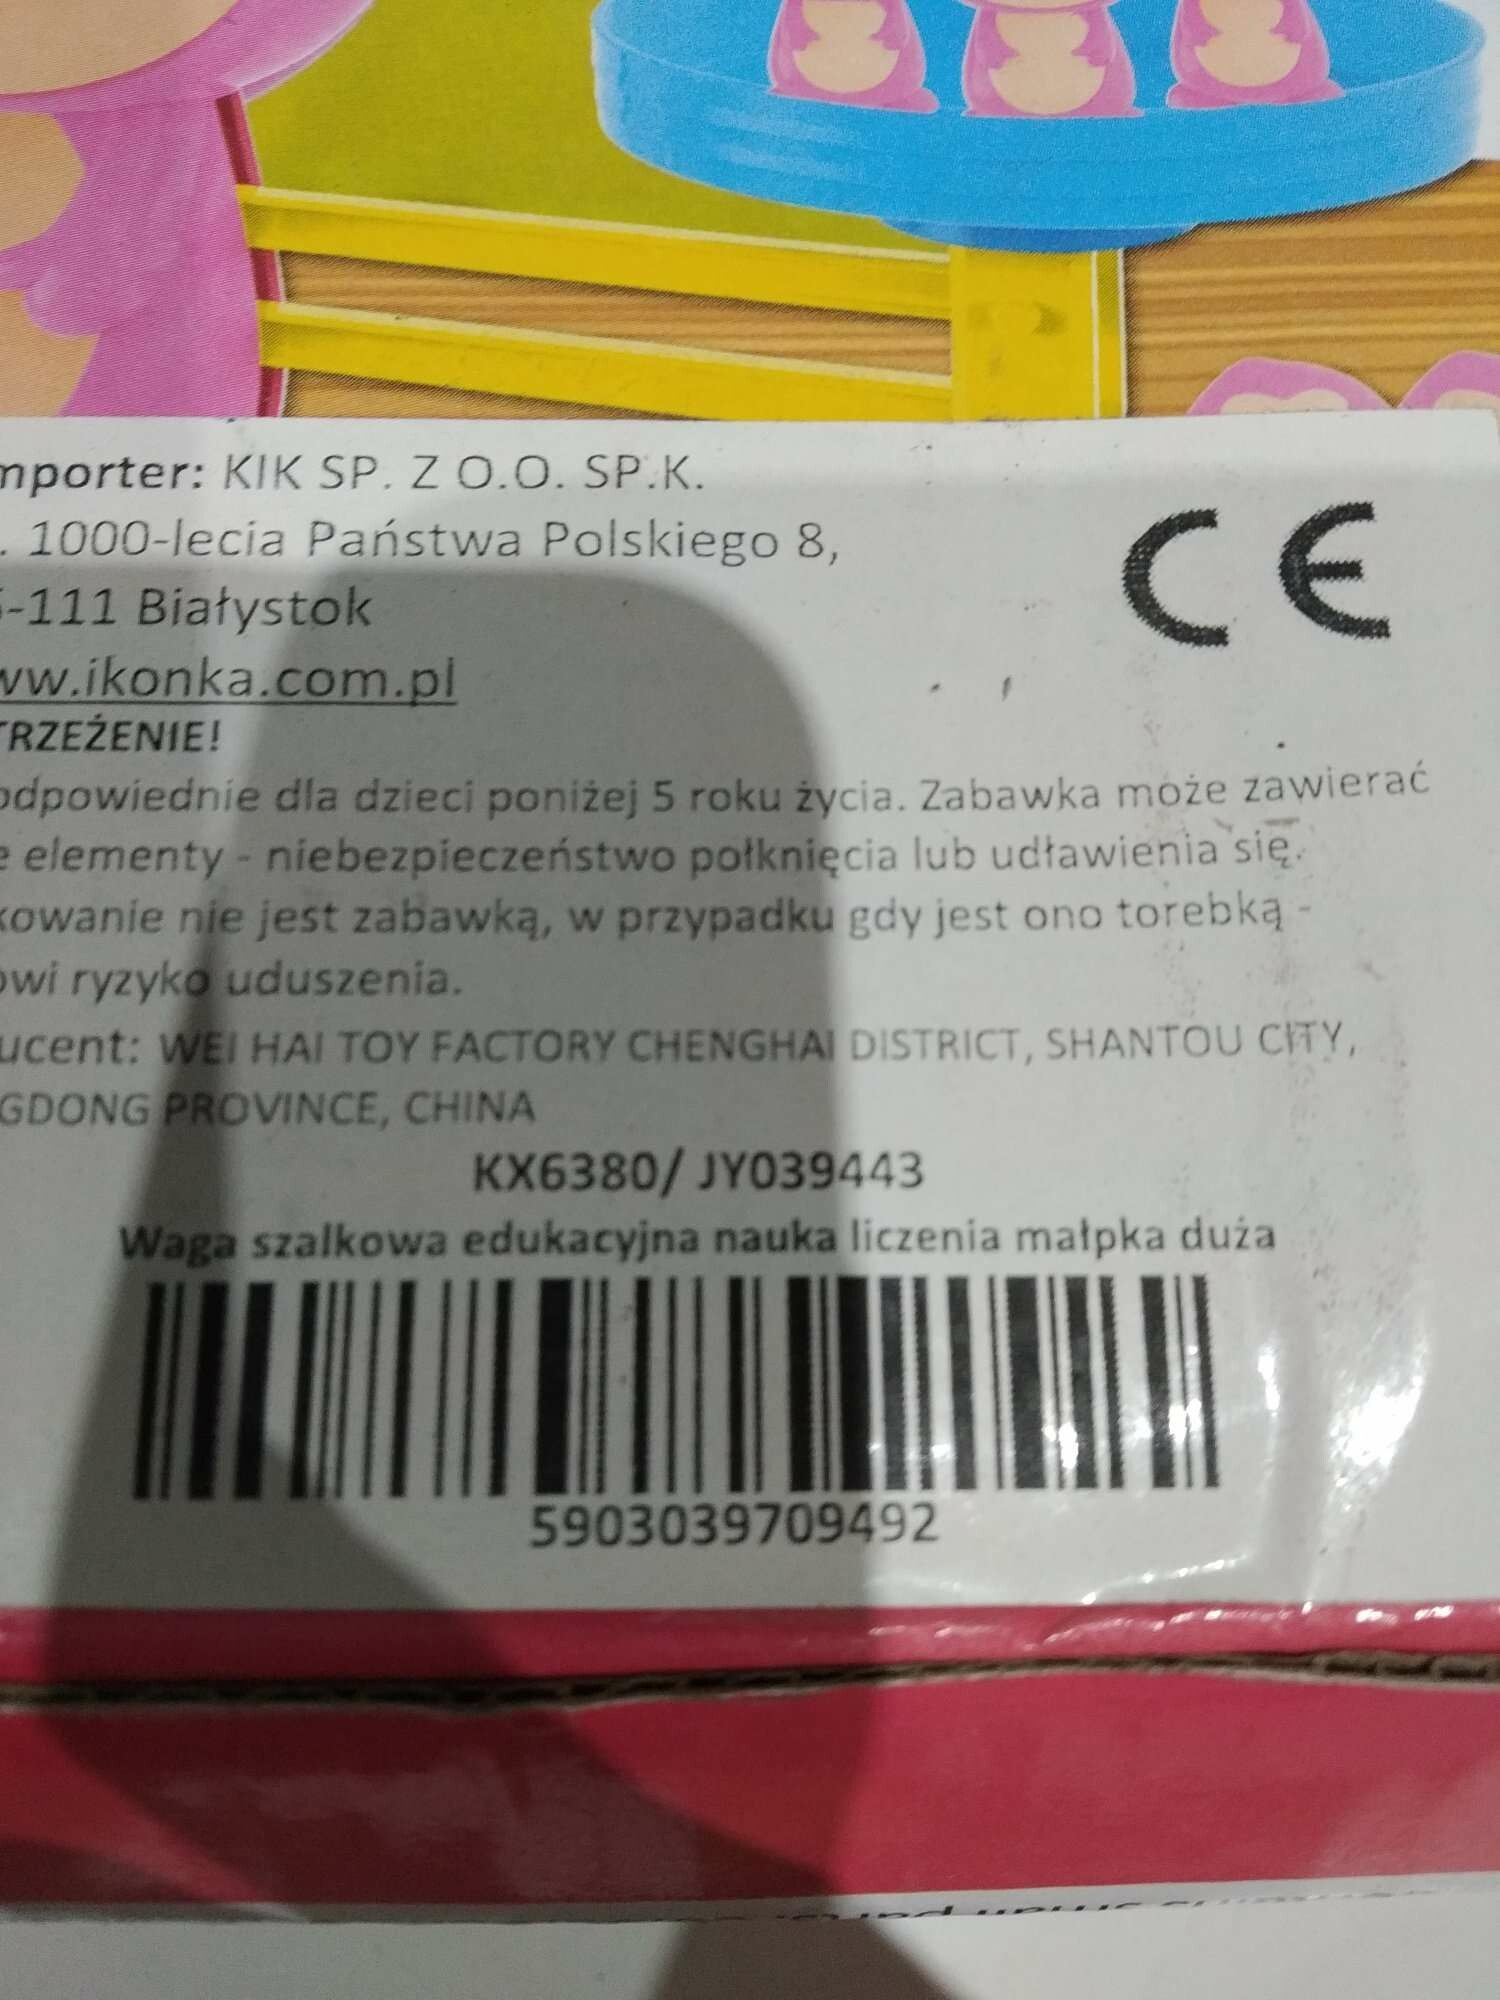 mporter: KIK SP. Z O.O. SP.K.
. 1000-lecia Państwa Polskiego 8,
-111 Białystok
ww.ikonka.com.pl
TRZEŻENIE!
odpowiednie dla dzieci poniżej 5 roku życia. Zabawka może zawierać
e elementy - niebezpieczeństwo połknięcia lub udławienia się.
kowanie nie jest zabawką, w przypadku gdy jest ono torebką -
owi ryzyko uduszenia.
ucent: WEI HAI TOY FACTORY CHENGHAI DISTRICT, SHANTOU CITY,
GDONG PROVINCE, CHINA
KX6380/ JY039443
Waga szalkowa edukacyjna nauka liczenia małpka duża
5903039709492
CE